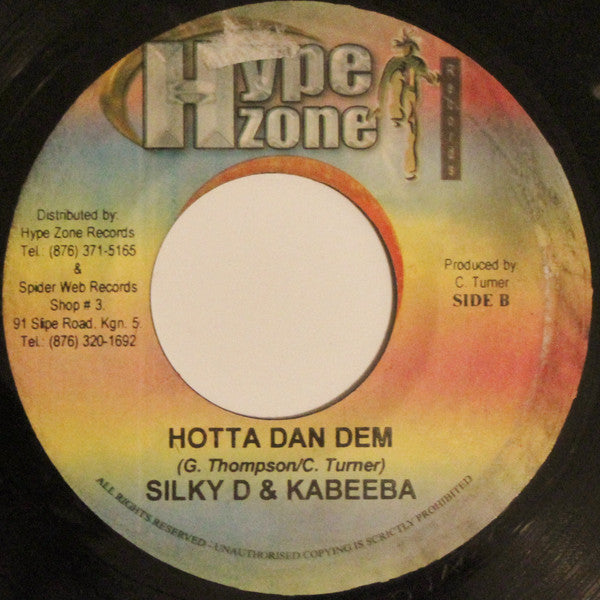 Hype
zone
Records
Distributed by:
Hype Zone Records
Tel.: (876) 371-5165
&
Spider Web Records
Shop # 3.
91 Slipe Road, Kgn. 5
Tel.: (876) 320-1692
Produced by:
C. Turner
SIDE B
HOTTA DAN DEM
(G. Thompson/C. Turner)
SILKY D & KABEEBA
ALL RIGHTS RESERVED - UNAUTHORISED COPYING IS SCRICTLY PROHIBITED